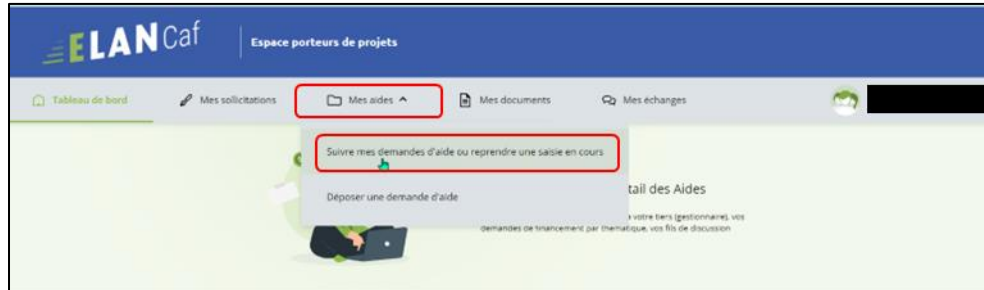 ELAN Caf
Espace porteurs de projets
Tableau de bord
Mes sollicitations
Mes aides
Mes documents
Mes échanges
Suivre mes demandes d'aide ou reprendre une saisie en cours
Déposer une demande d'aide
tail des Aides
votre tiers (gestionnaire), vos
demandes de financement par thématique, vos fils de discussion